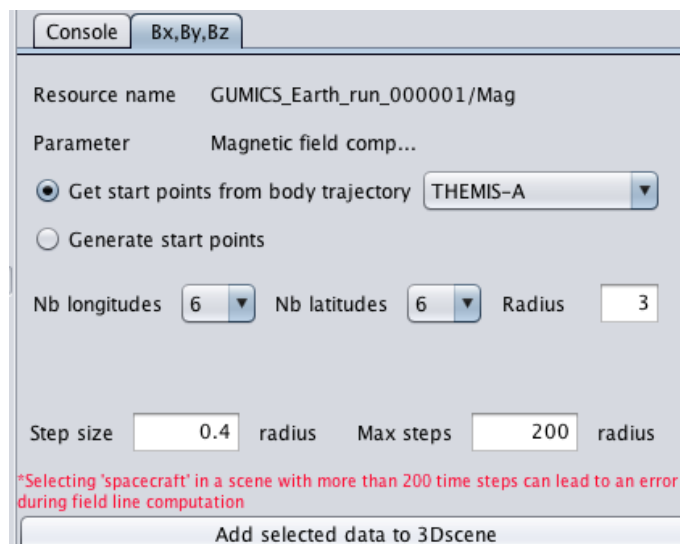 Console Bx,By,Bz
Resource name GUMICS_Earth_run_000001/Mag
Parameter Magnetic field comp...
Get start points from body trajectory THEMIS-A
Generate start points
Nb longitudes 6 Nb latitudes 6 Radius 3
Step size 0.4 radius Max steps 200 radius
*Selecting 'spacecraft' in a scene with more than 200 time steps can lead to an error
during field line computation
Add selected data to 3Dscene